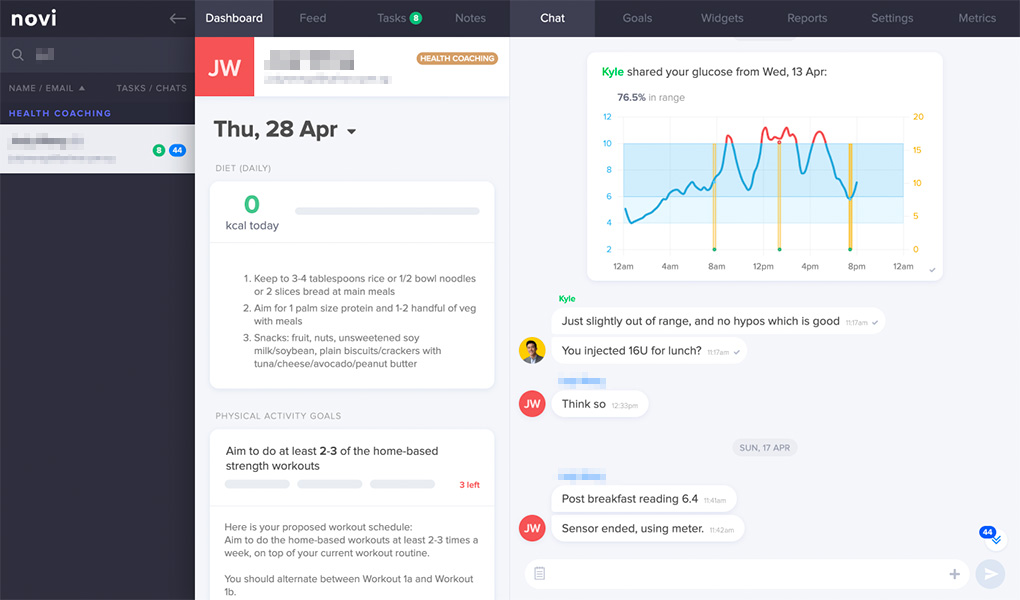 novi
NAME / EMAIL
TASKS / CHATS
HEALTH COACHING
8
44
Dashboard
Feed
Tasks 8
Notes
Chat
Goals
Widgets
Reports
Settings
Metrics
JW
HEALTH COACHING
Thu, 28 Apr
DIET (DAILY)
0
kcal today
1. Keep to 3-4 tablespoons rice or 1/2 bowl noodles
or 2 slices bread at main meals
2. Aim for 1 palm size protein and 1-2 handful of veg
with meals
3. Snacks: fruit, nuts, unsweetened soy
milk/soybean, plain biscuits/crackers with
tuna/cheese/avocado/peanut butter
PHYSICAL ACTIVITY GOALS
Aim to do at least 2-3 of the home-based
strength workouts
3 left
Here is your proposed workout schedule:
Aim to do the home-based workouts at least 2-3 times a
week, on top of your current workout routine.
You should alternate between Workout 1a and Workout
1b.
Kyle shared your glucose from Wed, 13 Apr:
76.5% in range
12
10
8
6
4
2
20
15
10
5
0
12am 4am 8am 12pm 4pm 8pm 12am
Kyle
Just slightly out of range, and no hypos which is good 11:17am
You injected 16U for lunch? 11:17am
JW
Think so 12:33pm
SUN, 17 APR
Post breakfast reading 6.4 11:41am
JW
Sensor ended, using meter. 11:42am
44